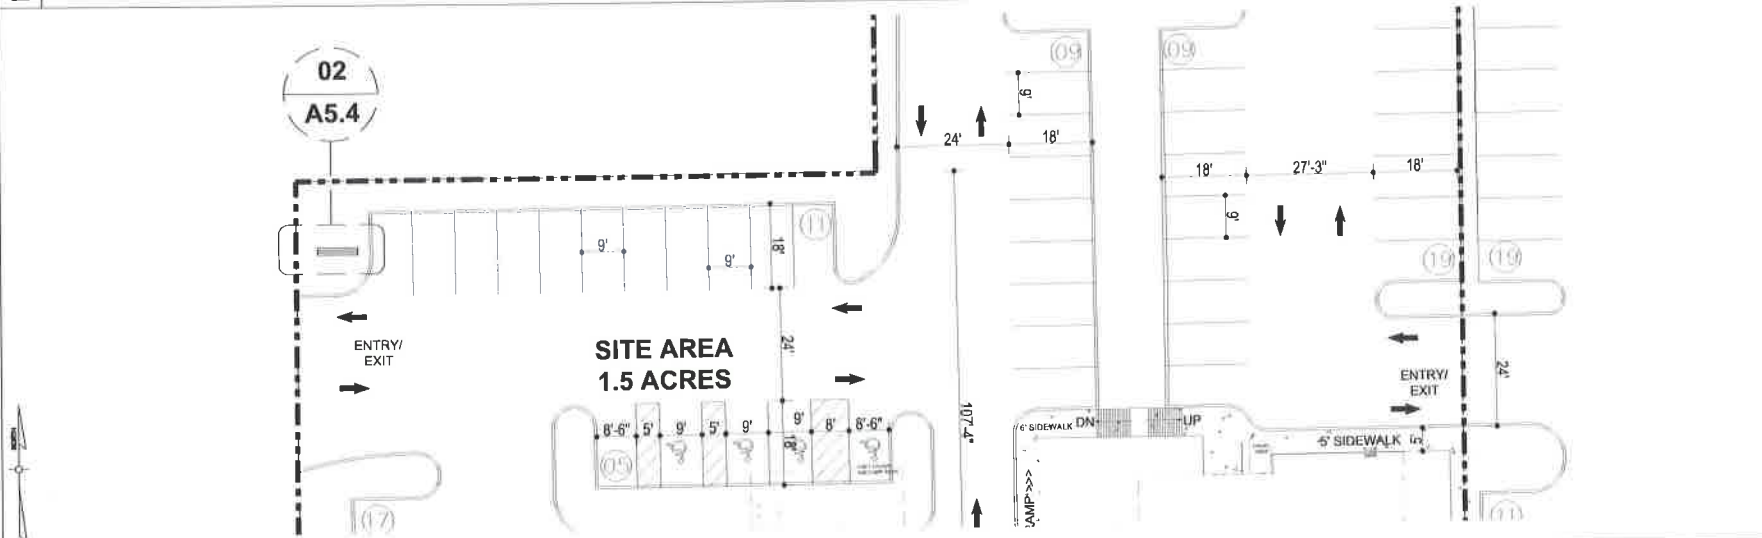 02
A5.4
09
09
9'
24'
18'
18'
27'-3"
18'
9'
11
9'
9'
18'
19
19
ENTRY/
EXIT
SITE AREA
1.5 ACRES
24'
24'
ENTRY/
EXIT
107'-4"
8'-6"
5'
9'
5'
9'
9'
8'
8'-6"
18'
05
6' SIDEWALK
DN
UP
5' SIDEWALK
5'
AMP>>>
17
11
NORTH